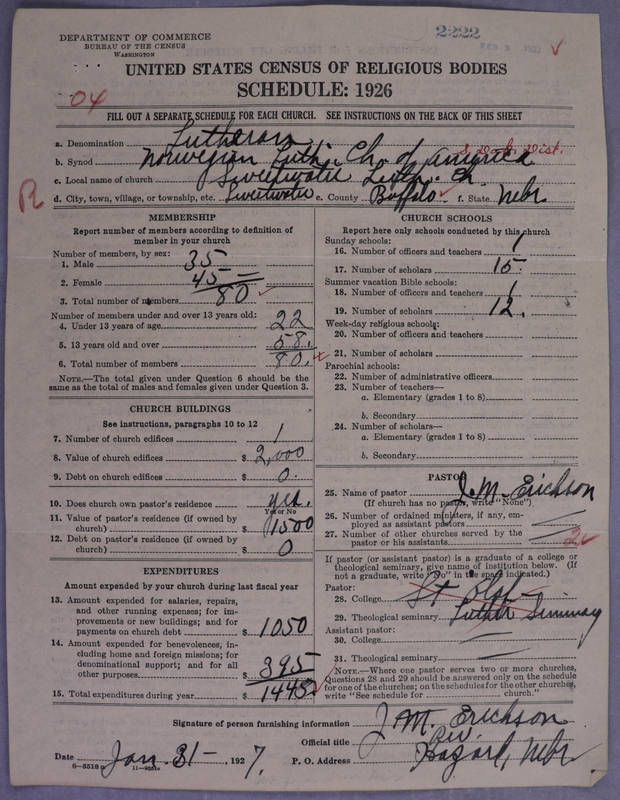 2222
DEPARTMENT OF COMMERCE
BUREAU OF THE CENSUS
WASHINGTON
UNITED STATES CENSUS OF RELIGIOUS BODIES
SCHEDULE: 1926
04
FILL OUT A SEPARATE SCHEDULE FOR EACH CHURCH. SEE INSTRUCTIONS ON THE BACK OF THIS SHEET
a. Denomination Lutheran
b. Synod Norwegian Luth. Ch. of America
c. Local name of church Sweetwater Luth. Ch.
d. City, town, village, or township, etc. Sweetwater e. County Buffalo f. State Nebr.
R
MEMBERSHIP
Report number of members according to definition of
member in your church
Number of members, by sex:
1. Male 35
2. Female 45
3. Total number of members 80
Number of members under and over 13 years old:
4. Under 13 years of age 22
5. 13 years old and over 58.
6. Total number of members 80.
NOTE.—The total given under Question 6 should be the
same as the total of males and females given under Question 3.
CHURCH BUILDINGS
See instructions, paragraphs 10 to 12
7. Number of church edifices 1
8. Value of church edifices $ 2,000
9. Debt on church edifices $ 0.
10. Does church own pastor's residence yes.
Yes or No
11. Value of pastor's residence (if owned by
church) $ 1500
12. Debt on pastor's residence (if owned by
church) $ 0
EXPENDITURES
Amount expended by your church during last fiscal year
13. Amount expended for salaries, repairs,
and other running expenses; for im-
provements or new buildings; and for
payments on church debt $ 1050
14. Amount expended for benevolences, in-
cluding home and foreign missions; for
denominational support; and for all
other purposes $ 395
15. Total expenditures during year $ 1445
CHURCH SCHOOLS
Report here only schools conducted by this church
Sunday schools:
16. Number of officers and teachers 1
17. Number of scholars 15.
Summer vacation Bible schools:
18. Number of officers and teachers 1
19. Number of scholars 12.
Week-day religious schools:
20. Number of officers and teachers
21. Number of scholars
Parochial schools:
22. Number of administrative officers
23. Number of teachers—
a. Elementary (grades 1 to 8)
b. Secondary
24. Number of scholars—
a. Elementary (grades 1 to 8)
b. Secondary
PASTOR
25. Name of pastor J. M. Erickson
(If church has no pastor, write "None")
26. Number of ordained ministers, if any, em-
ployed as assistant pastors
27. Number of other churches served by the
pastor or his assistants
If pastor (or assistant pastor) is a graduate of a college or
theological seminary, give name of institution below. (If
not a graduate, write "No" in the space indicated.)
Pastor:
28. College St Olaf
29. Theological seminary Luther Seminary
Assistant pastor:
30. College
31. Theological seminary
NOTE.—Where one pastor serves two or more churches,
Questions 28 and 29 should be answered only on the schedule
for one of the churches; on the schedules for the other churches,
write "See schedule for church."
Signature of person furnishing information J. M. Erickson
Official title Rev.
Date Jan. 31 — , 1927. P. O. Address Hazard, Nebr.